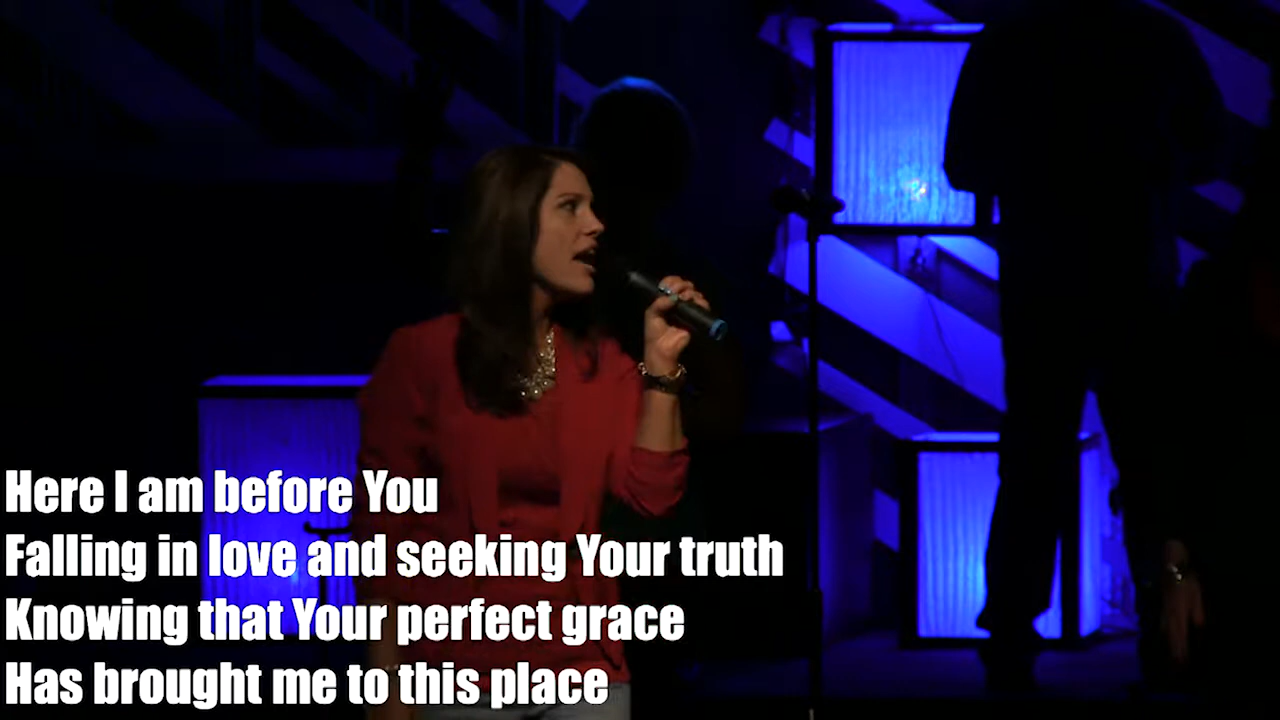 Here I am before You
Falling in love and seeking Your truth
Knowing that Your perfect grace
Has brought me to this place